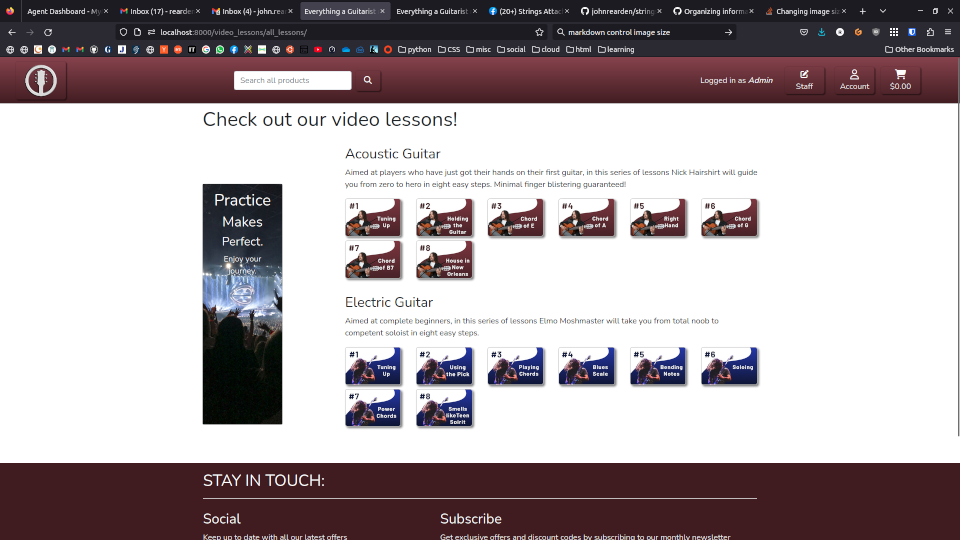 Agent Dashboard - My
Inbox (17) - rearden
Inbox (4) - john.rear
Everything a Guitarist
Everything a Guitarist
(20+) Strings Attach
johnrearden/string
Organizing informa
Changing image siz
localhost:8000/video_lessons/all_lessons/
markdown control image size
python
CSS
misc
social
cloud
html
learning
Other Bookmarks
Search all products
Logged in as Admin
Staff
Account
$0.00
Check out our video lessons!
Practice
Makes
Perfect.
Enjoy your
journey.
Acoustic Guitar
Aimed at players who have just got their hands on their first guitar, in this series of lessons Nick Hairshirt will guide
you from zero to hero in eight easy steps. Minimal finger blistering guaranteed!
#1
Tuning
Up
#2
Holding
the
Guitar
#3
Chord
of E
#4
Chord
of A
#5
Right
Hand
#6
Chord
of G
#7
Chord
of B7
#8
House in
New
Orleans
Electric Guitar
Aimed at complete beginners, in this series of lessons Elmo Moshmaster will take you from total noob to
competent soloist in eight easy steps.
#1
Tuning
Up
#2
Using
the Pick
#3
Playing
Chords
#4
Blues
Scale
#5
Bending
Notes
#6
Soloing
#7
Power
Chords
#8
Smells
likeTeen
Spirit
STAY IN TOUCH:
Social
Keep up to date with all our latest offers
Subscribe
Get exclusive offers and discount codes by subscribing to our monthly newsletter